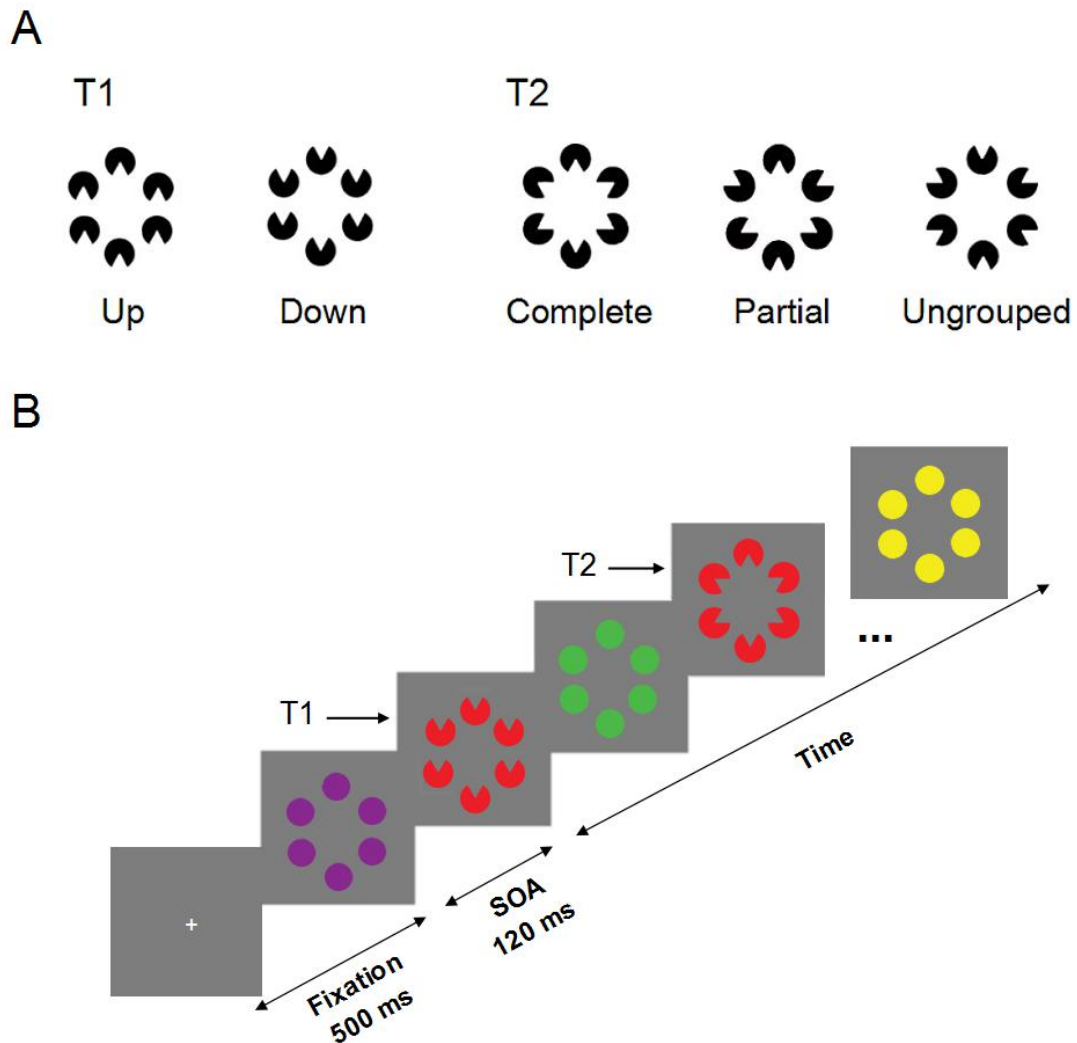 A
T1
T2
Up
Down
Complete
Partial
Ungrouped
B
T2
...
T1
Time
SOA
120 ms
Fixation
500 ms